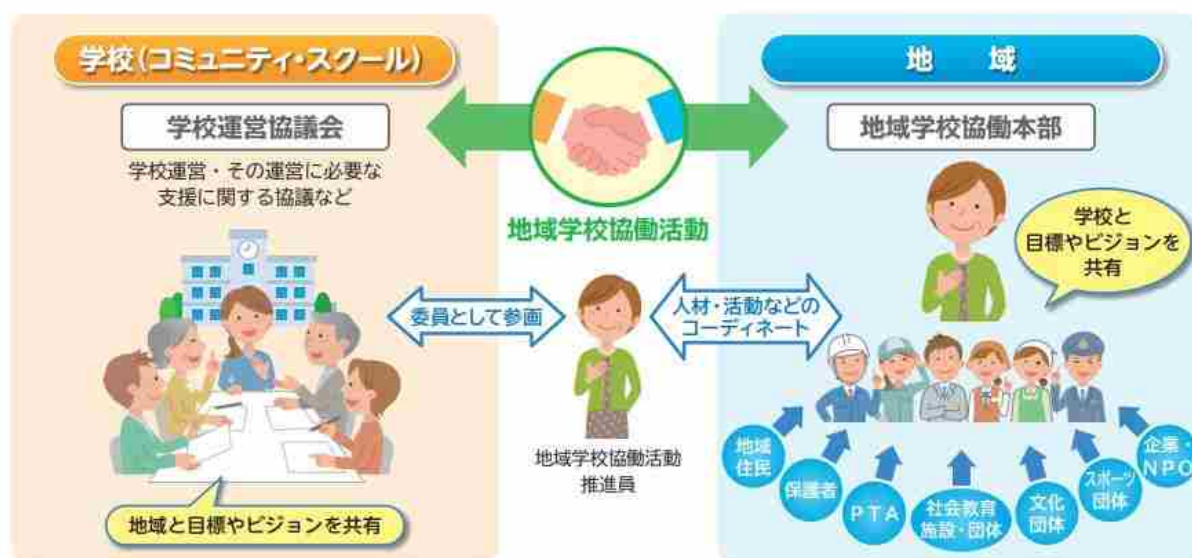 学校(コミュニティ・スクール)
学校運営協議会
学校運営・その運営に必要な
支援に関する協議など
地域と目標やビジョンを共有
地域学校協働活動
委員として参画
人材・活動などの
コーディネート
地域学校協働活動
推進員
地 域
地域学校協働本部
学校と
目標やビジョンを
共有
地域
住民
保護者
PTA
社会教育
施設・団体
文化
団体
スポーツ
団体
企業・
NPO